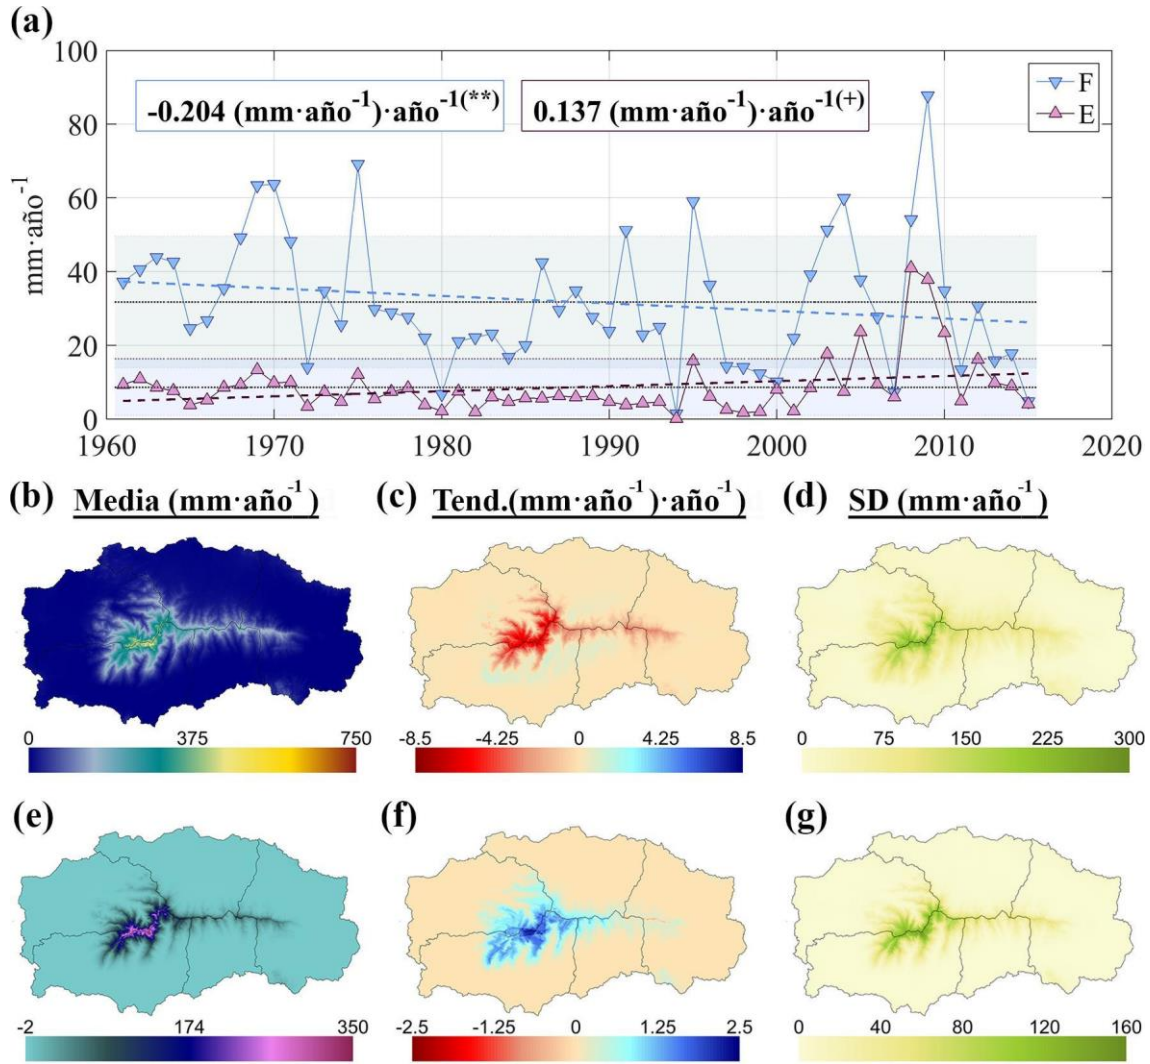 (a)
100
80
60
40
20
0
mm·año⁻¹
-0.204 (mm·año⁻¹)·año⁻¹⁽**⁾
0.137 (mm·año⁻¹)·año⁻¹⁽⁺⁾
F
E
1960 1970 1980 1990 2000 2010 2020
(b) Media (mm·año⁻¹) (c) Tend.(mm·año⁻¹)·año⁻¹ (d) SD (mm·año⁻¹)
0 375 750 -8.5 -4.25 0 4.25 8.5 0 75 150 225 300
(e) (f) (g)
-2 174 350 -2.5 -1.25 0 1.25 2.5 0 40 80 120 160